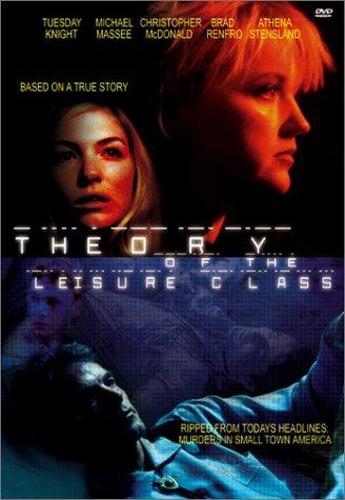 DVD
TUESDAY MICHAEL CHRISTOPHER BRAD ATHENA
KNIGHT MASSEE McDONALD RENFRO STENSLAND
BASED ON A TRUE STORY
THEORY
OF THE
LEISURE CLASS
RIPPED FROM TODAYS HEADLINES:
MURDERS IN SMALL TOWN AMERICA